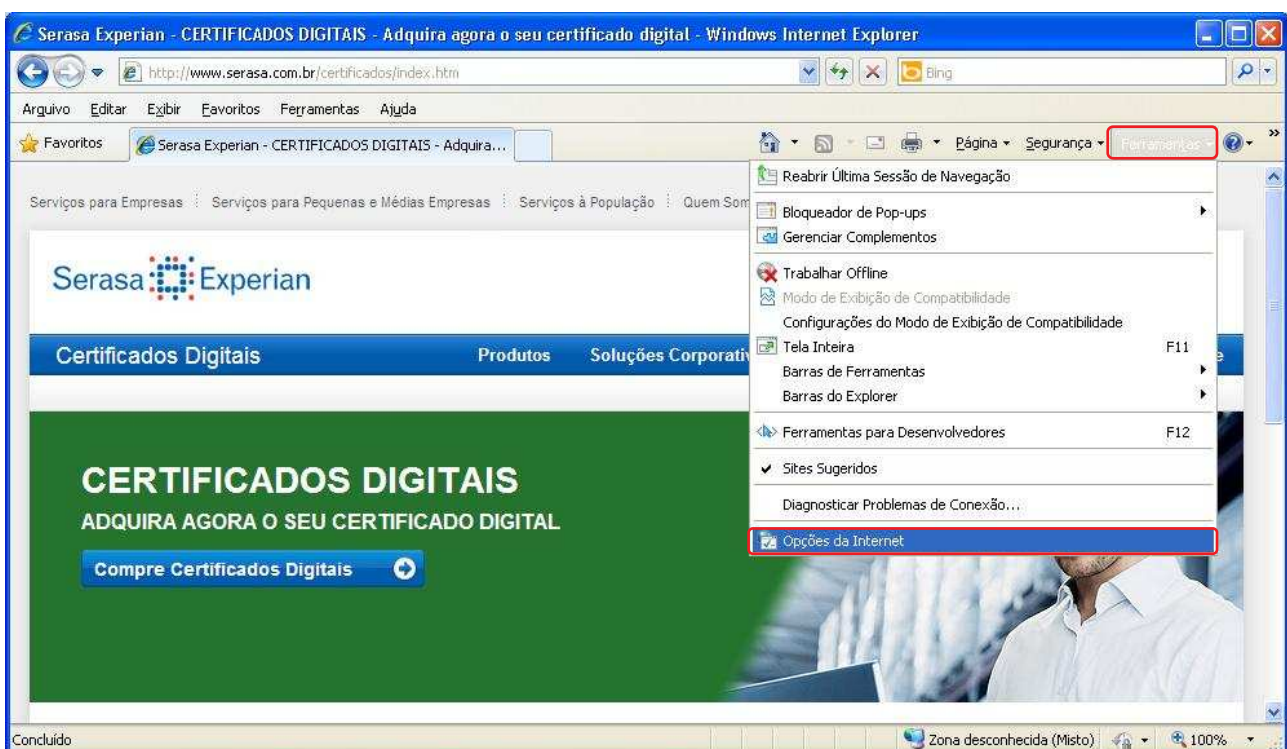 Serasa Experian - CERTIFICADOS DIGITAIS - Adquira agora o seu certificado digital - Windows Internet Explorer
http://www.serasa.com.br/certificados/index.htm
Bing
Arquivo Editar Exibir Favoritos Ferramentas Ajuda
Favoritos
Serasa Experian - CERTIFICADOS DIGITAIS - Adquira...
Página
Segurança
Ferramentas
Reabrir Última Sessão de Navegação
Bloqueador de Pop-ups
Gerenciar Complementos
Trabalhar Offline
Modo de Exibição de Compatibilidade
Configurações do Modo de Exibição de Compatibilidade
Tela Inteira F11
Barras de Ferramentas
Barras do Explorer
Ferramentas para Desenvolvedores F12
Sites Sugeridos
Diagnosticar Problemas de Conexão...
Opções da Internet
Serviços para Empresas Serviços para Pequenas e Médias Empresas Serviços à População Quem Som
Serasa Experian
Certificados Digitais Produtos Soluções Corporativ e
CERTIFICADOS DIGITAIS
ADQUIRA AGORA O SEU CERTIFICADO DIGITAL
Compre Certificados Digitais
Concluído
Zona desconhecida (Misto)
100%